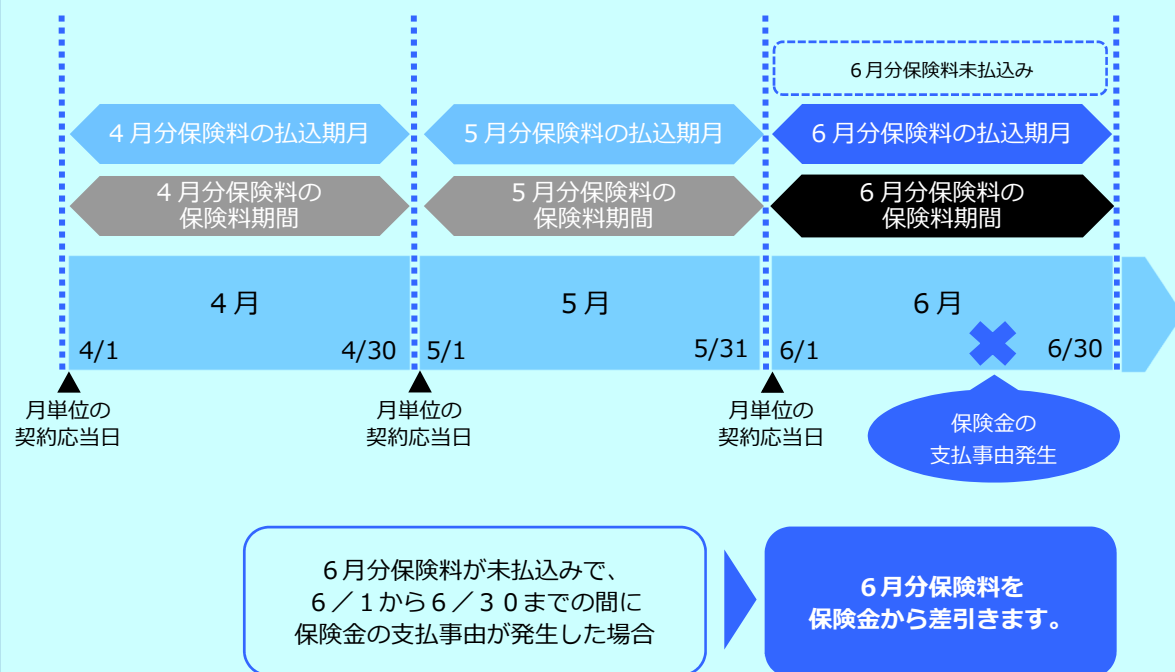 ６月分保険料未払込み
４月分保険料の払込期月
５月分保険料の払込期月
６月分保険料の払込期月
４月分保険料の
保険料期間
５月分保険料の
保険料期間
６月分保険料の
保険料期間
４月
５月
６月
4/1
4/30
5/1
5/31
6/1
6/30
月単位の
契約応当日
月単位の
契約応当日
月単位の
契約応当日
保険金の
支払事由発生
６月分保険料が未払込みで、
６／１から６／３０までの間に
保険金の支払事由が発生した場合
６月分保険料を
保険金から差引きます。